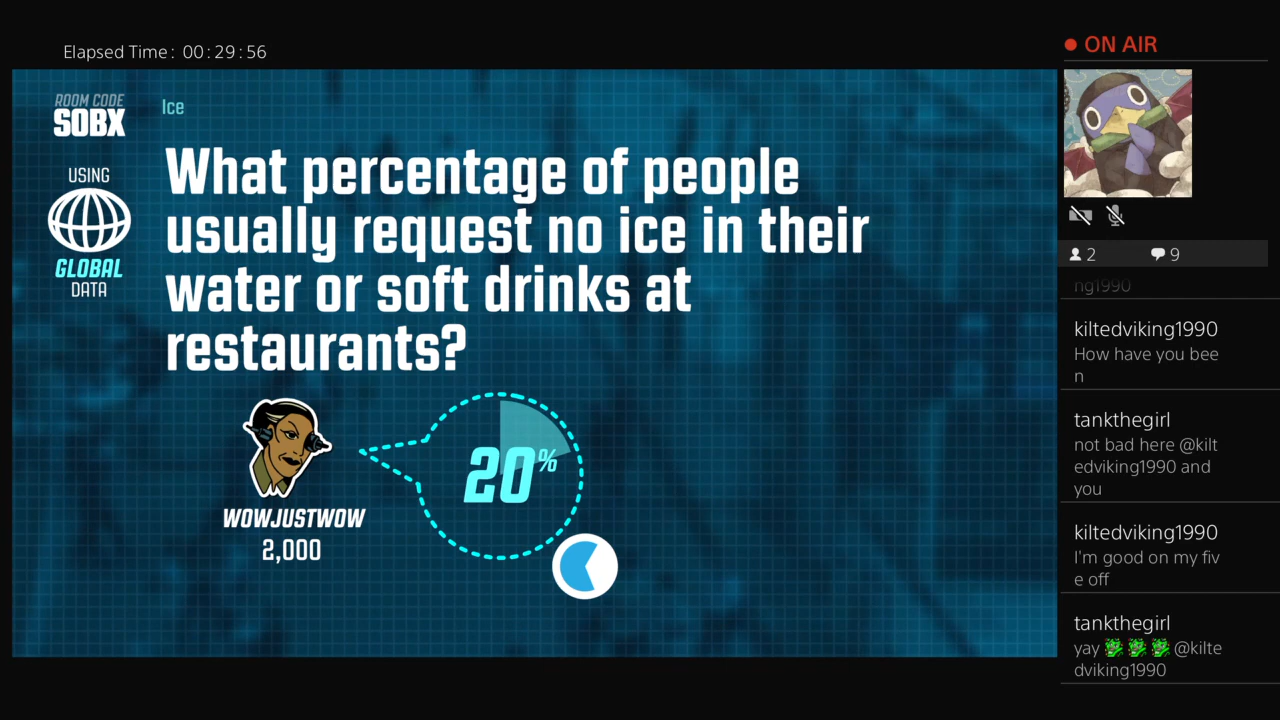 Elapsed Time: 00:29:56
ROOM CODE
SOBX
USING
GLOBAL
DATA
Ice
What percentage of people
usually request no ice in their
water or soft drinks at
restaurants?
20%
WOWJUSTWOW
2,000
ON AIR
2 9
ng1990
kiltedviking1990
How have you bee
n
tankthegirl
not bad here @kilt
edviking1990 and
you
kiltedviking1990
I'm good on my fiv
e off
tankthegirl
yay @kilte
dviking1990